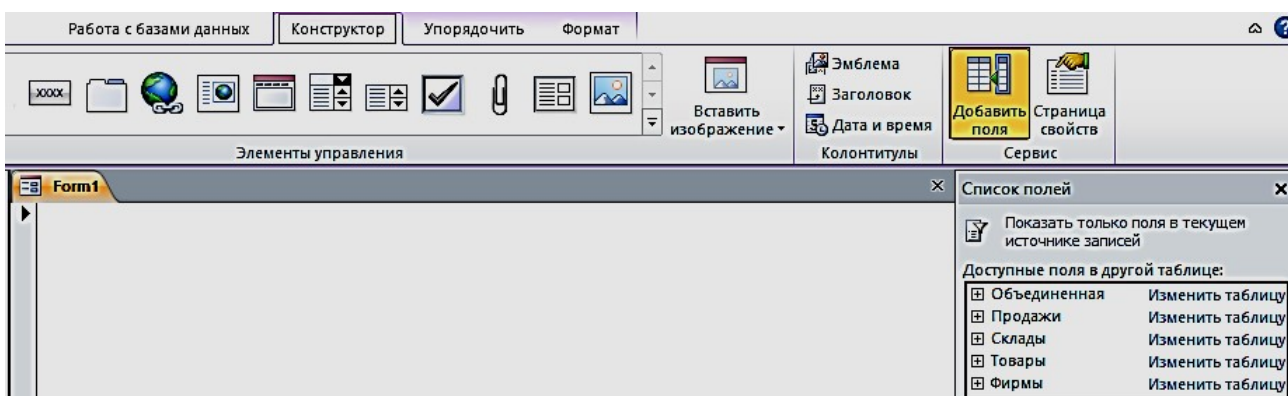 Работа с базами данных Конструктор Упорядочить Формат
XXXX
Вставить изображение
Эмблема
Заголовок
Дата и время
Добавить поля
Страница свойств
Элементы управления
Колонтитулы
Сервис
Form1
Список полей
Показать только поля в текущем
источнике записей
Доступные поля в другой таблице:
Объединенная Изменить таблицу
Продажи Изменить таблицу
Склады Изменить таблицу
Товары Изменить таблицу
Фирмы Изменить таблицу